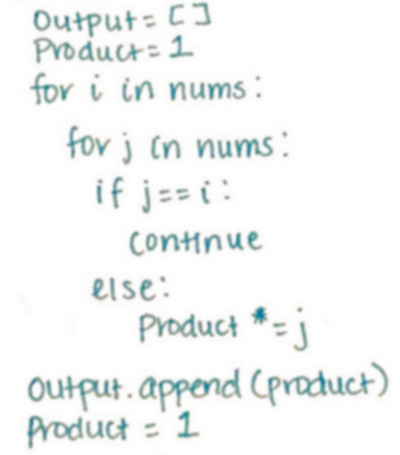 Output = []
Product = 1
for i in nums:
for j in nums:
if j == i:
continue
else:
Product *= j
Output.append (product)
Product = 1